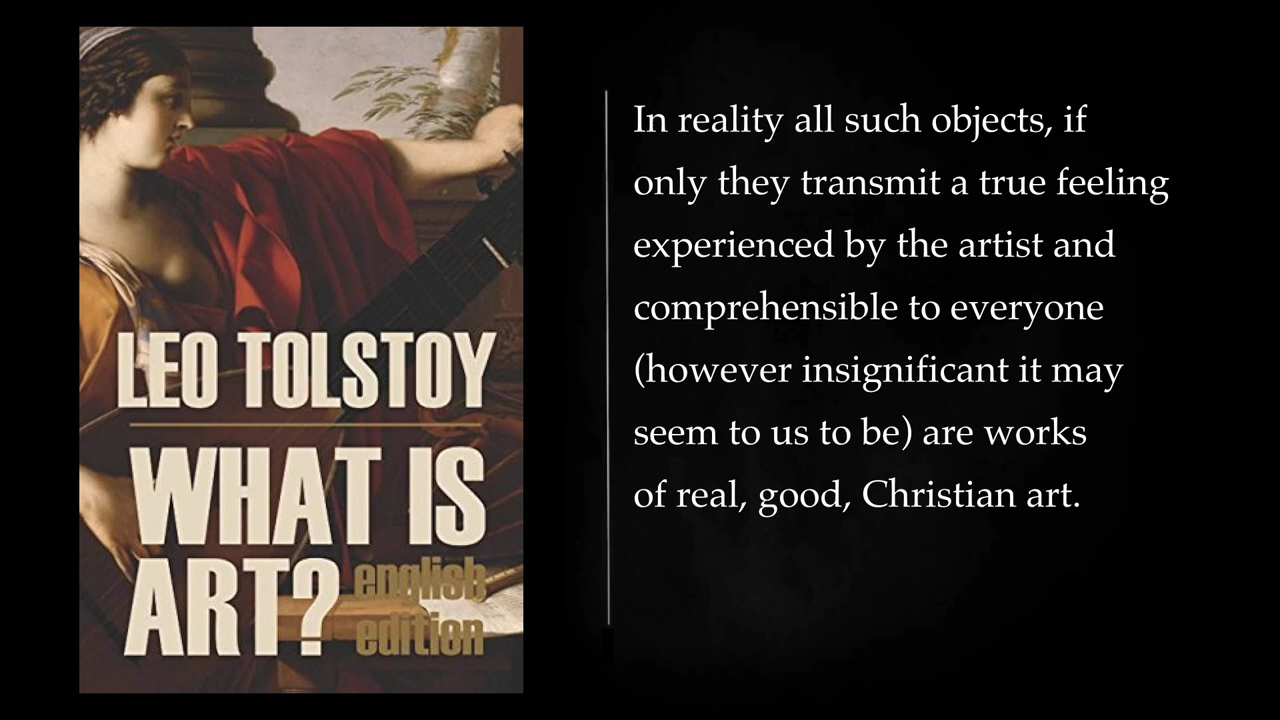 LEO TOLSTOY
WHAT IS
ART?
english
edition
In reality all such objects, if
only they transmit a true feeling
experienced by the artist and
comprehensible to everyone
(however insignificant it may
seem to us to be) are works
of real, good, Christian art.